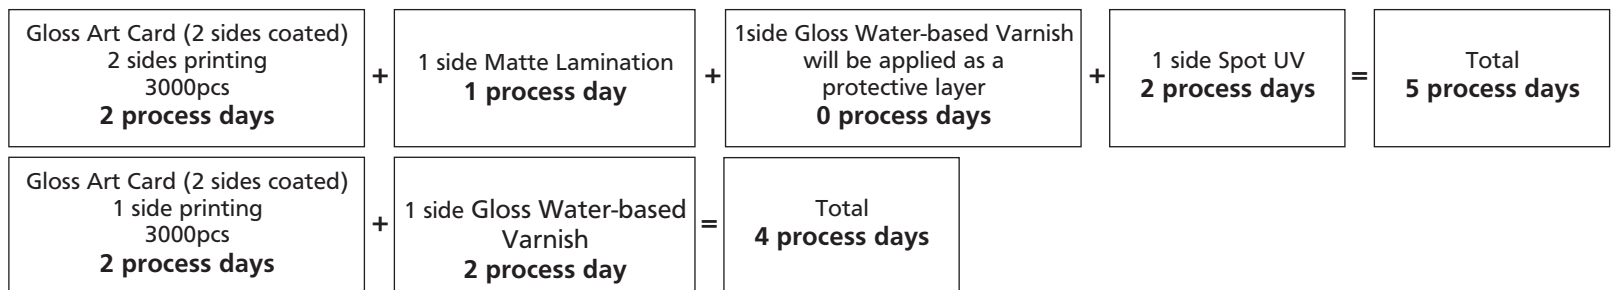 Gloss Art Card (2 sides coated)
2 sides printing
3000pcs
2 process days
+
1 side Matte Lamination
1 process day
+
1side Gloss Water-based Varnish
will be applied as a
protective layer
0 process days
+
1 side Spot UV
2 process days
=
Total
5 process days
Gloss Art Card (2 sides coated)
1 side printing
3000pcs
2 process days
+
1 side Gloss Water-based
Varnish
2 process day
=
Total
4 process days